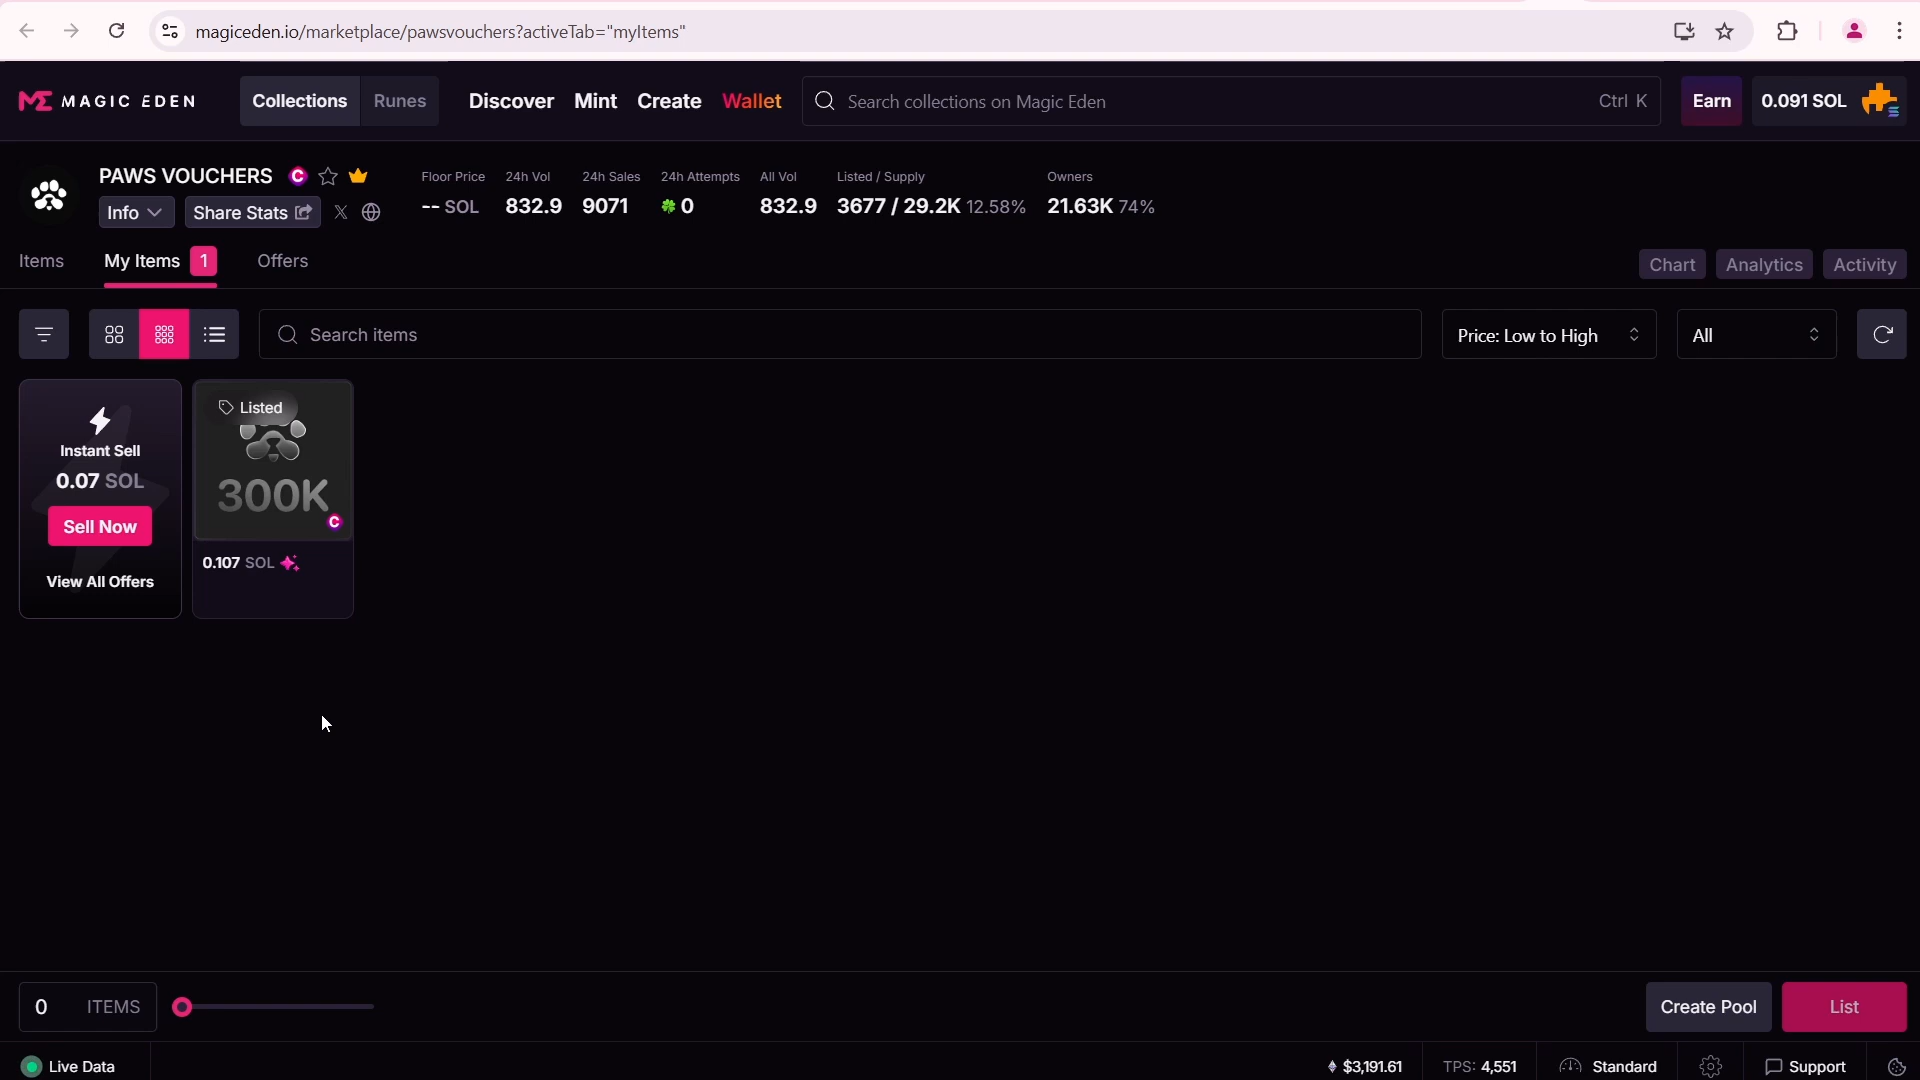 magiceden.io/marketplace/pawsvouchers?activeTab="myItems"
MAGIC EDEN
Collections
Runes
Discover
Mint
Create
Wallet
Search collections on Magic Eden
Ctrl K
Earn
0.091 SOL
PAWS VOUCHERS
Info
Share Stats
Floor Price
-- SOL
24h Vol
832.9
24h Sales
9071
24h Attempts
0
All Vol
832.9
Listed / Supply
3677 / 29.2K 12.58%
Owners
21.63K 74%
Items
My Items 1
Offers
Chart
Analytics
Activity
Search items
Price: Low to High
All
Instant Sell
0.07 SOL
Sell Now
View All Offers
Listed
300K
C
0.107 SOL
0 ITEMS
Create Pool
List
Live Data
$3,191.61
TPS: 4,551
Standard
Support